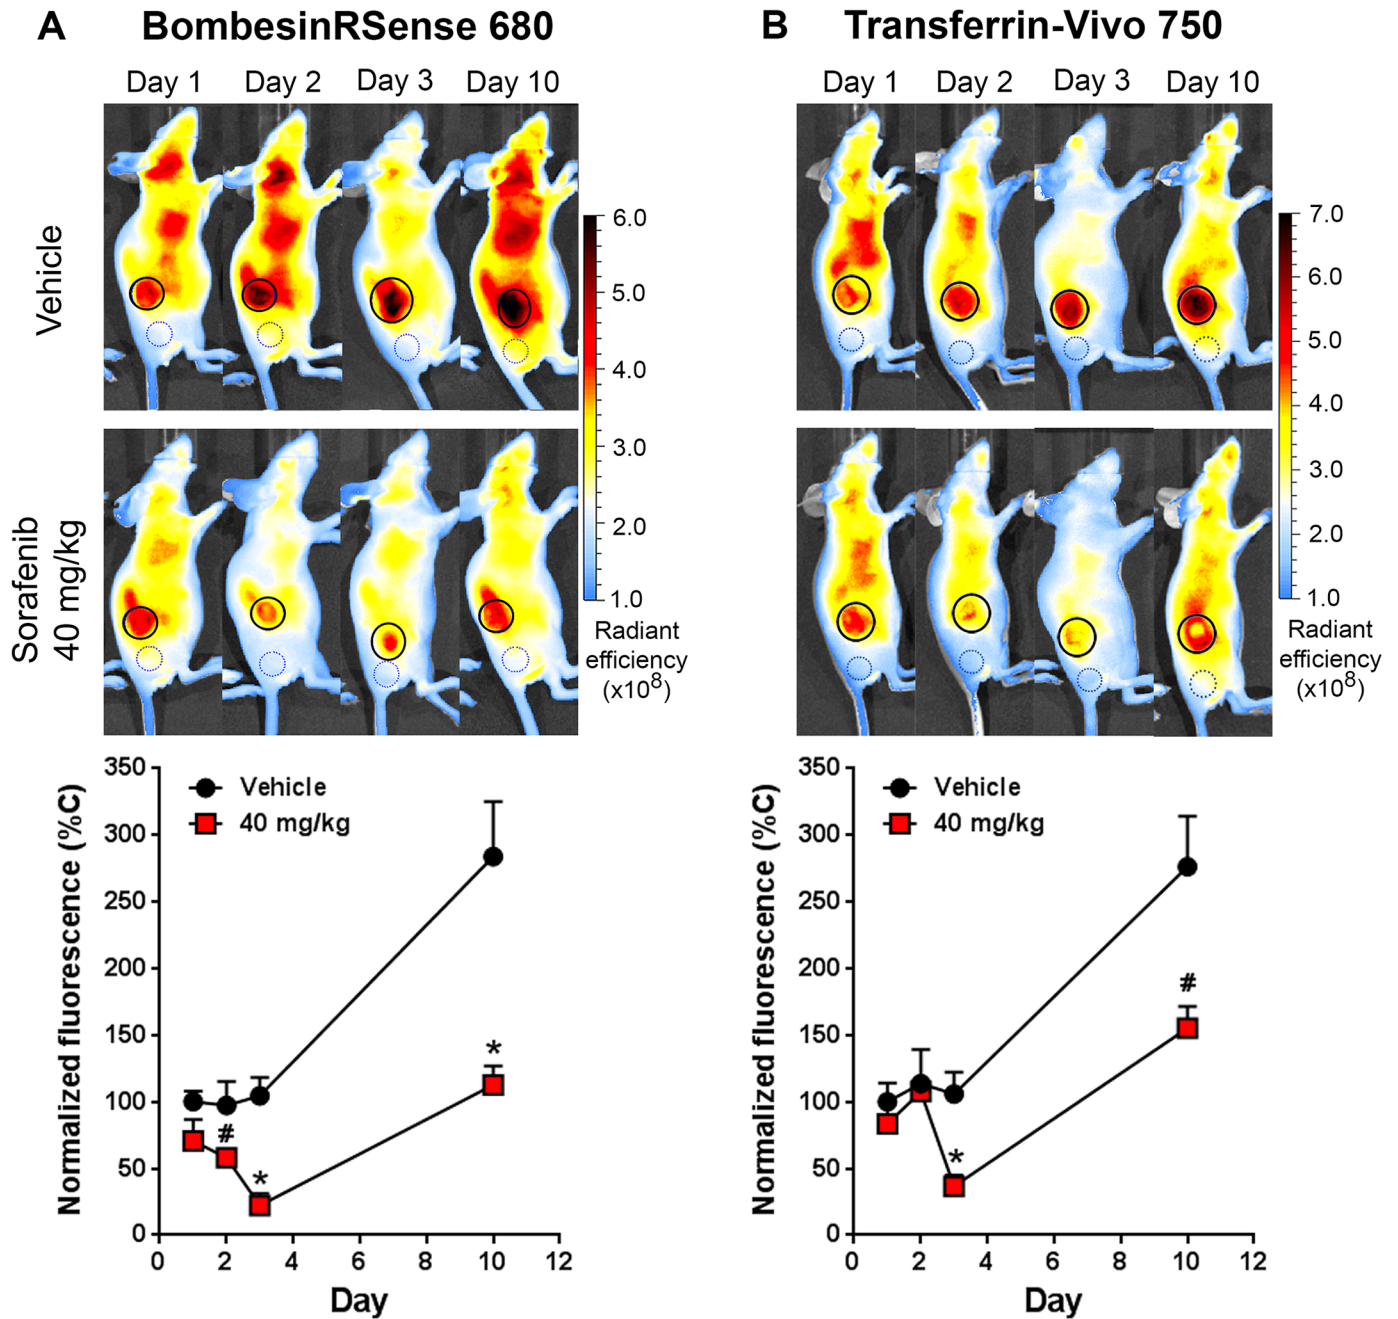 A BombesinRSense 680
Day 1 Day 2 Day 3 Day 10
Vehicle
6.0
5.0
4.0
3.0
2.0
1.0
Radiant
efficiency
(x10⁸)
Sorafenib
40 mg/kg
350
300
250
200
150
100
50
0
Normalized fluorescence (%C)
Vehicle
40 mg/kg
#
*
*
0 2 4 6 8 10 12
Day
B Transferrin-Vivo 750
Day 1 Day 2 Day 3 Day 10
7.0
6.0
5.0
4.0
3.0
2.0
1.0
Radiant
efficiency
(x10⁸)
350
300
250
200
150
100
50
0
Normalized fluorescence (%C)
Vehicle
40 mg/kg
*
#
0 2 4 6 8 10 12
Day